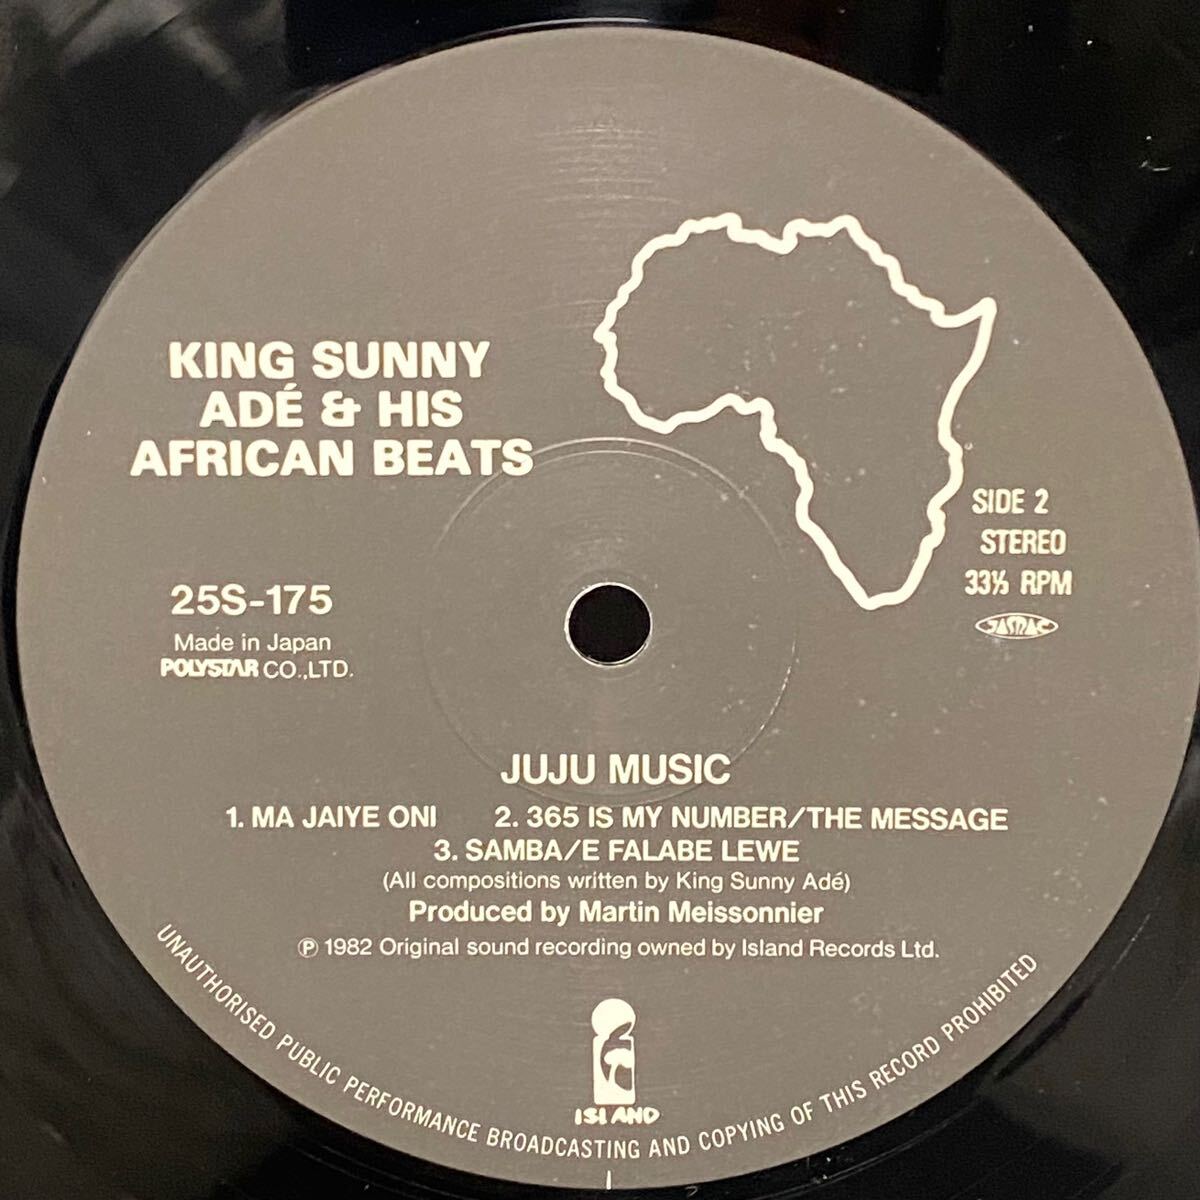 KING SUNNY
ADÉ & HIS
AFRICAN BEATS
SIDE 2
STEREO
33⅓ RPM
JASRAC
25S-175
Made in Japan
POLYSTAR CO.,LTD.
JUJU MUSIC
1. MA JAIYE ONI 2. 365 IS MY NUMBER/THE MESSAGE
3. SAMBA/E FALABE LEWE
(All compositions written by King Sunny Adé)
Produced by Martin Meissonnier
Ⓟ 1982 Original sound recording owned by Island Records Ltd.
ISLAND
UNAUTHORISED PUBLIC PERFORMANCE BROADCASTING AND COPYING OF THIS RECORD PROHIBITED